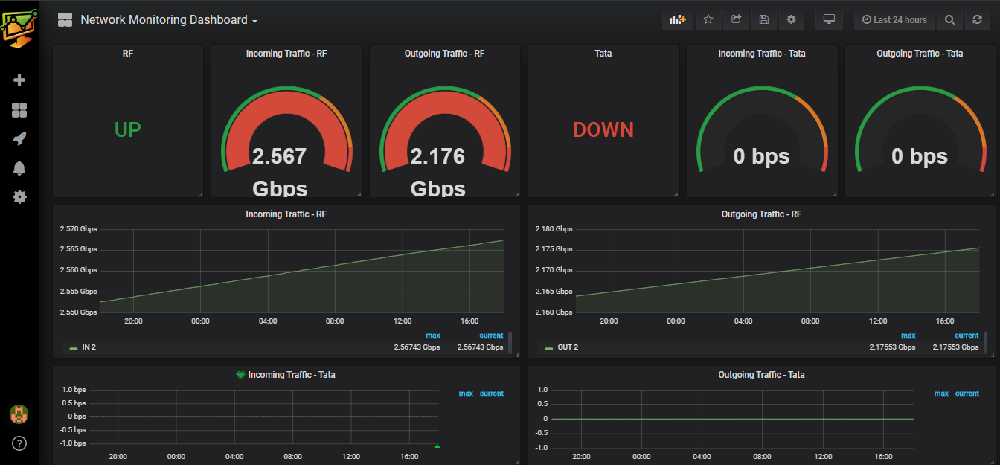 Network Monitoring Dashboard
Last 24 hours
RF
UP
Incoming Traffic - RF
2.567
Gbps
Outgoing Traffic - RF
2.176
Gbps
Tata
DOWN
Incoming Traffic - Tata
0 bps
Outgoing Traffic - Tata
0 bps
Incoming Traffic - RF
2.570 Gbps
2.565 Gbps
2.560 Gbps
2.555 Gbps
2.550 Gbps
20:00 00:00 04:00 08:00 12:00 16:00
max current
IN 2 2.56743 Gbps 2.56743 Gbps
Outgoing Traffic - RF
2.180 Gbps
2.175 Gbps
2.170 Gbps
2.165 Gbps
2.160 Gbps
20:00 00:00 04:00 08:00 12:00 16:00
max current
OUT 2 2.17553 Gbps 2.17553 Gbps
Incoming Traffic - Tata
max current
1.0 bps
0.5 bps
0 bps
-0.5 bps
-1.0 bps
20:00 00:00 04:00 08:00 12:00 16:00
Outgoing Traffic - Tata
max current
1.0
0.5
0
-0.5
-1.0
20:00 00:00 04:00 08:00 12:00 16:00
?